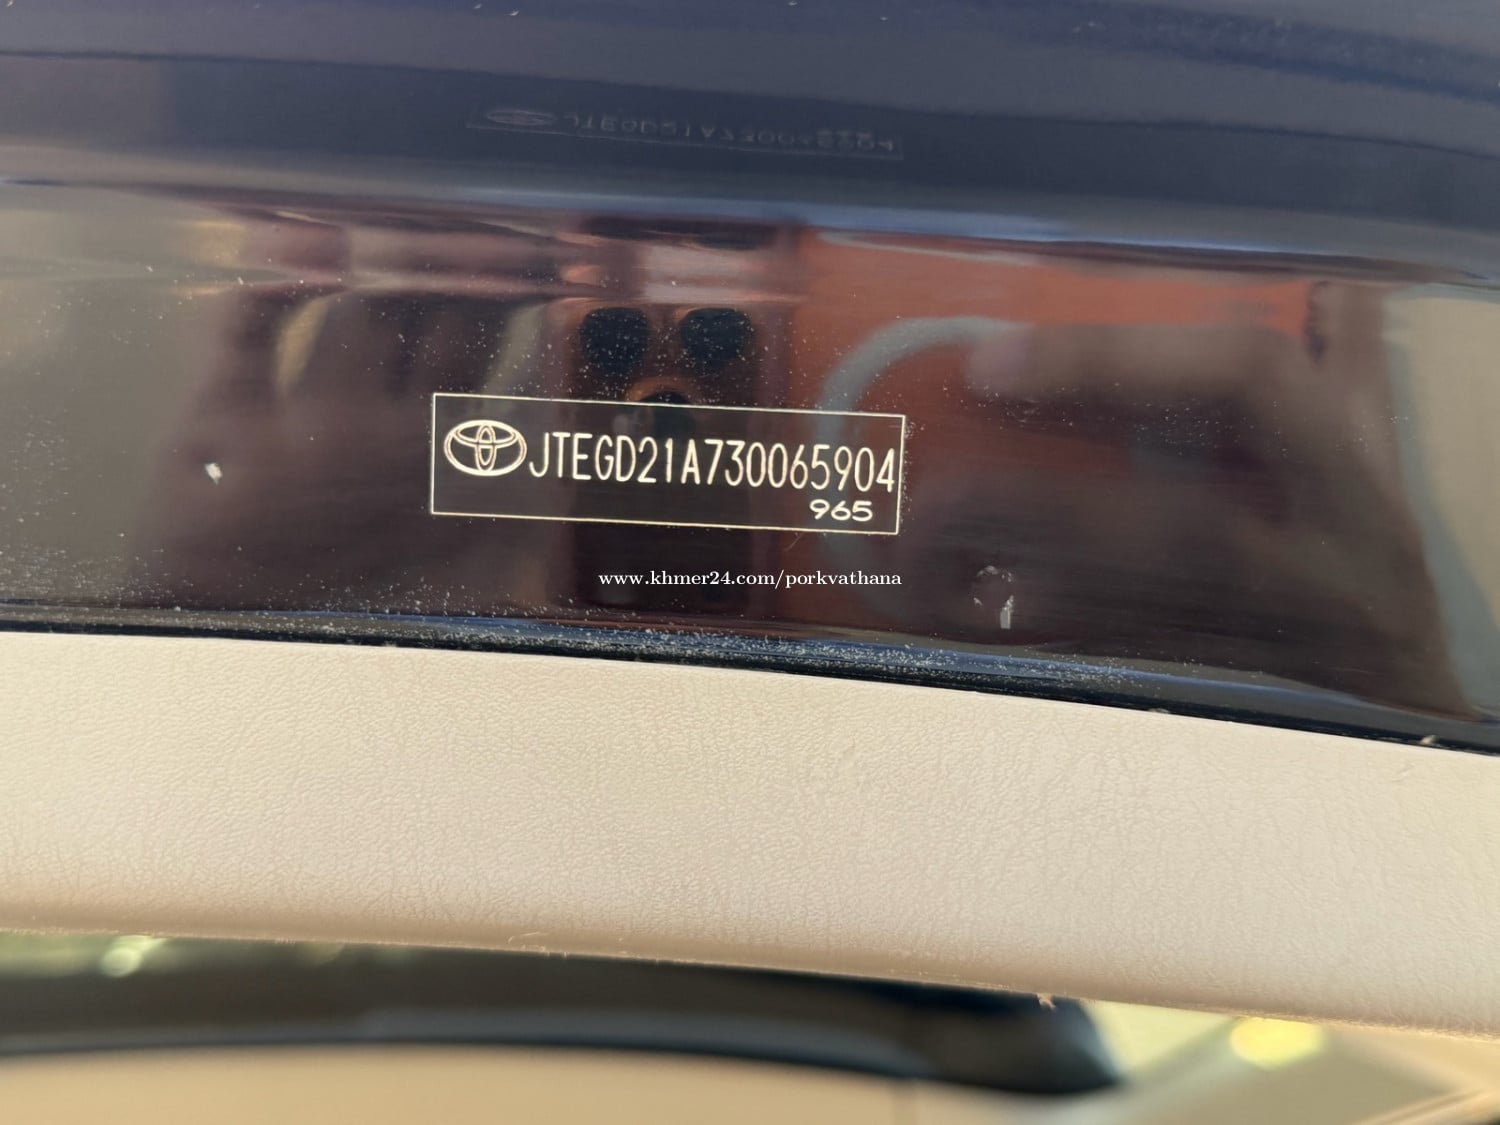 JTEGD21A730065904
965
www.khmer24.com/porkvathana